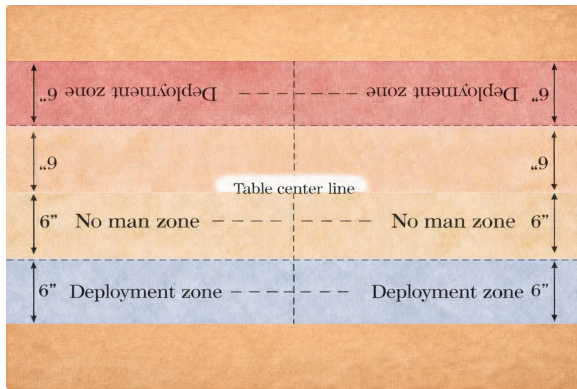 6” Deployment zone Deployment zone 6”
6” 6”
Table center line
6” No man zone No man zone 6”
6” Deployment zone Deployment zone 6”